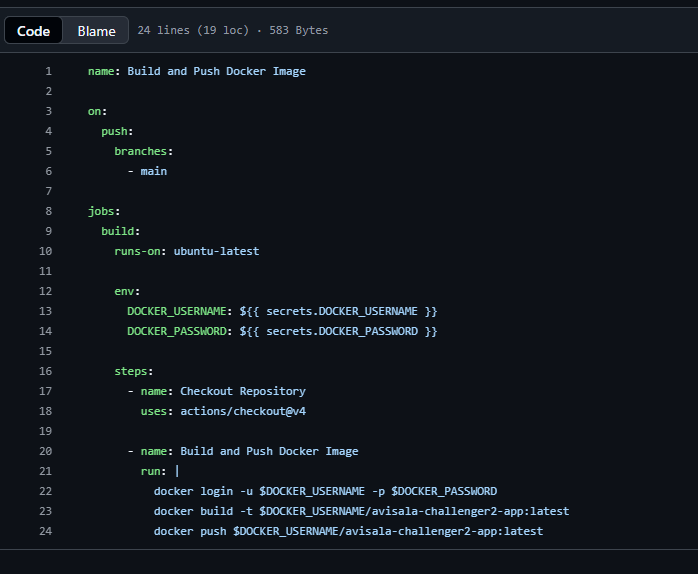 Code Blame 24 lines (19 loc) · 583 Bytes
1 name: Build and Push Docker Image
2
3 on:
4   push:
5     branches:
6       - main
7
8 jobs:
9   build:
10     runs-on: ubuntu-latest
11
12     env:
13       DOCKER_USERNAME: ${{ secrets.DOCKER_USERNAME }}
14       DOCKER_PASSWORD: ${{ secrets.DOCKER_PASSWORD }}
15
16     steps:
17       - name: Checkout Repository
18         uses: actions/checkout@v4
19
20       - name: Build and Push Docker Image
21         run: |
22           docker login -u $DOCKER_USERNAME -p $DOCKER_PASSWORD
23           docker build -t $DOCKER_USERNAME/avisala-challenger2-app:latest
24           docker push $DOCKER_USERNAME/avisala-challenger2-app:latest